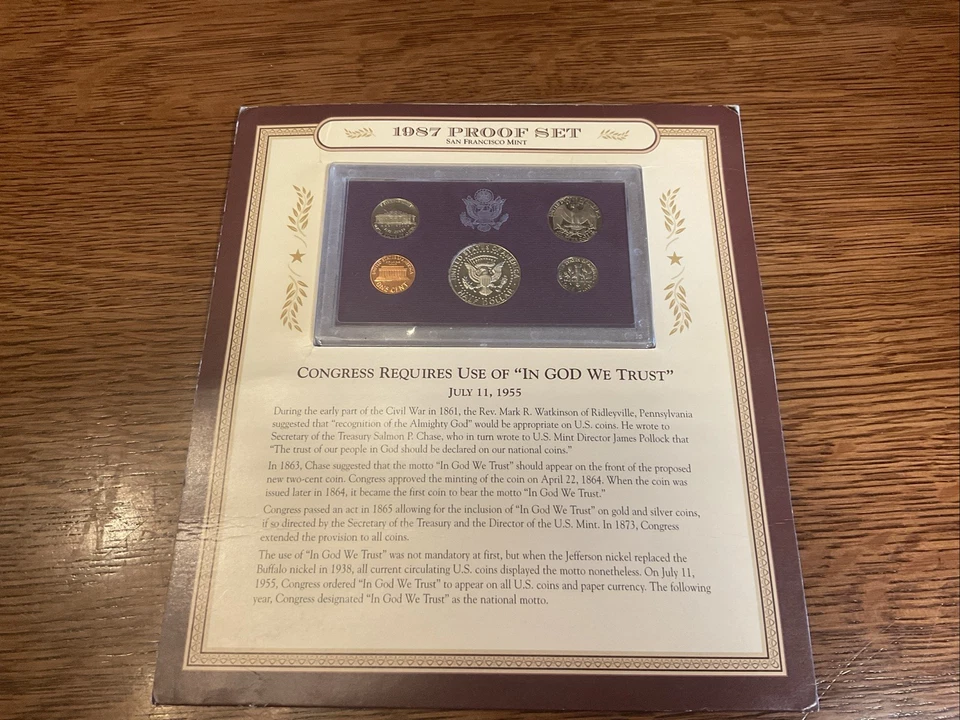 1987 PROOF SET
SAN FRANCISCO MINT
UNITED STATES OF AMERICA
ONE CENT
HALF DOLLAR
CONGRESS REQUIRES USE OF “IN GOD WE TRUST”
JULY 11, 1955
During the early part of the Civil War in 1861, the Rev. Mark R. Watkinson of Ridleyville, Pennsylvania
suggested that “recognition of the Almighty God” would be appropriate on U.S. coins. He wrote to
Secretary of the Treasury Salmon P. Chase, who in turn wrote to U.S. Mint Director James Pollock that
“The trust of our people in God should be declared on our national coins.”
In 1863, Chase suggested that the motto “In God We Trust” should appear on the front of the proposed
new two-cent coin. Congress approved the minting of the coin on April 22, 1864. When the coin was
issued later in 1864, it became the first coin to bear the motto “In God We Trust.”
Congress passed an act in 1865 allowing for the inclusion of “In God We Trust” on gold and silver coins,
if so directed by the Secretary of the Treasury and the Director of the U.S. Mint. In 1873, Congress
extended the provision to all coins.
The use of “In God We Trust” was not mandatory at first, but when the Jefferson nickel replaced the
Buffalo nickel in 1938, all current circulating U.S. coins displayed the motto nonetheless. On July 11,
1955, Congress ordered “In God We Trust” to appear on all U.S. coins and paper currency. The following
year, Congress designated “In God We Trust” as the national motto.